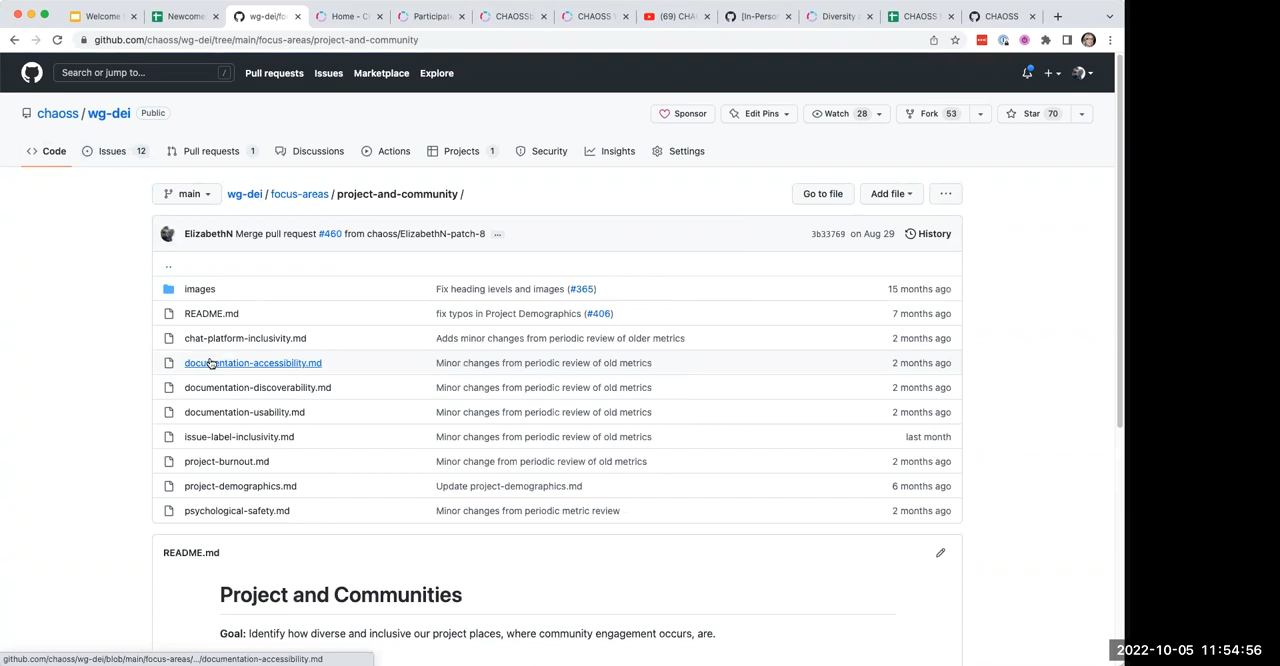 Welcome
Newcome
wg-dei/fo
Home - C
Participat
CHAOSS
CHAOSS
(69) CHA
[In-Perso
Diversity
CHAOSS
CHAOSS
github.com/chaoss/wg-dei/tree/main/focus-areas/project-and-community
Search or jump to... /
Pull requests
Issues
Marketplace
Explore
chaoss / wg-dei Public
Sponsor
Edit Pins
Watch 28
Fork 53
Star 70
Code
Issues 12
Pull requests 1
Discussions
Actions
Projects 1
Security
Insights
Settings
main
wg-dei / focus-areas / project-and-community /
Go to file
Add file
...
ElizabethN Merge pull request #460 from chaoss/ElizabethN-patch-8 ...
3b33769 on Aug 29 History
..
images Fix heading levels and images (#365) 15 months ago
README.md fix typos in Project Demographics (#406) 7 months ago
chat-platform-inclusivity.md Adds minor changes from periodic review of older metrics 2 months ago
documentation-accessibility.md Minor changes from periodic review of old metrics 2 months ago
documentation-discoverability.md Minor changes from periodic review of old metrics 2 months ago
documentation-usability.md Minor changes from periodic review of old metrics 2 months ago
issue-label-inclusivity.md Minor changes from periodic review of old metrics last month
project-burnout.md Minor change from periodic review of old metrics 2 months ago
project-demographics.md Update project-demographics.md 6 months ago
psychological-safety.md Minor changes from periodic metric review 2 months ago
README.md
Project and Communities
Goal: Identify how diverse and inclusive our project places, where community engagement occurs, are.
github.com/chaoss/wg-dei/blob/main/focus-areas/.../documentation-accessibility.md
2022-10-05 11:54:56